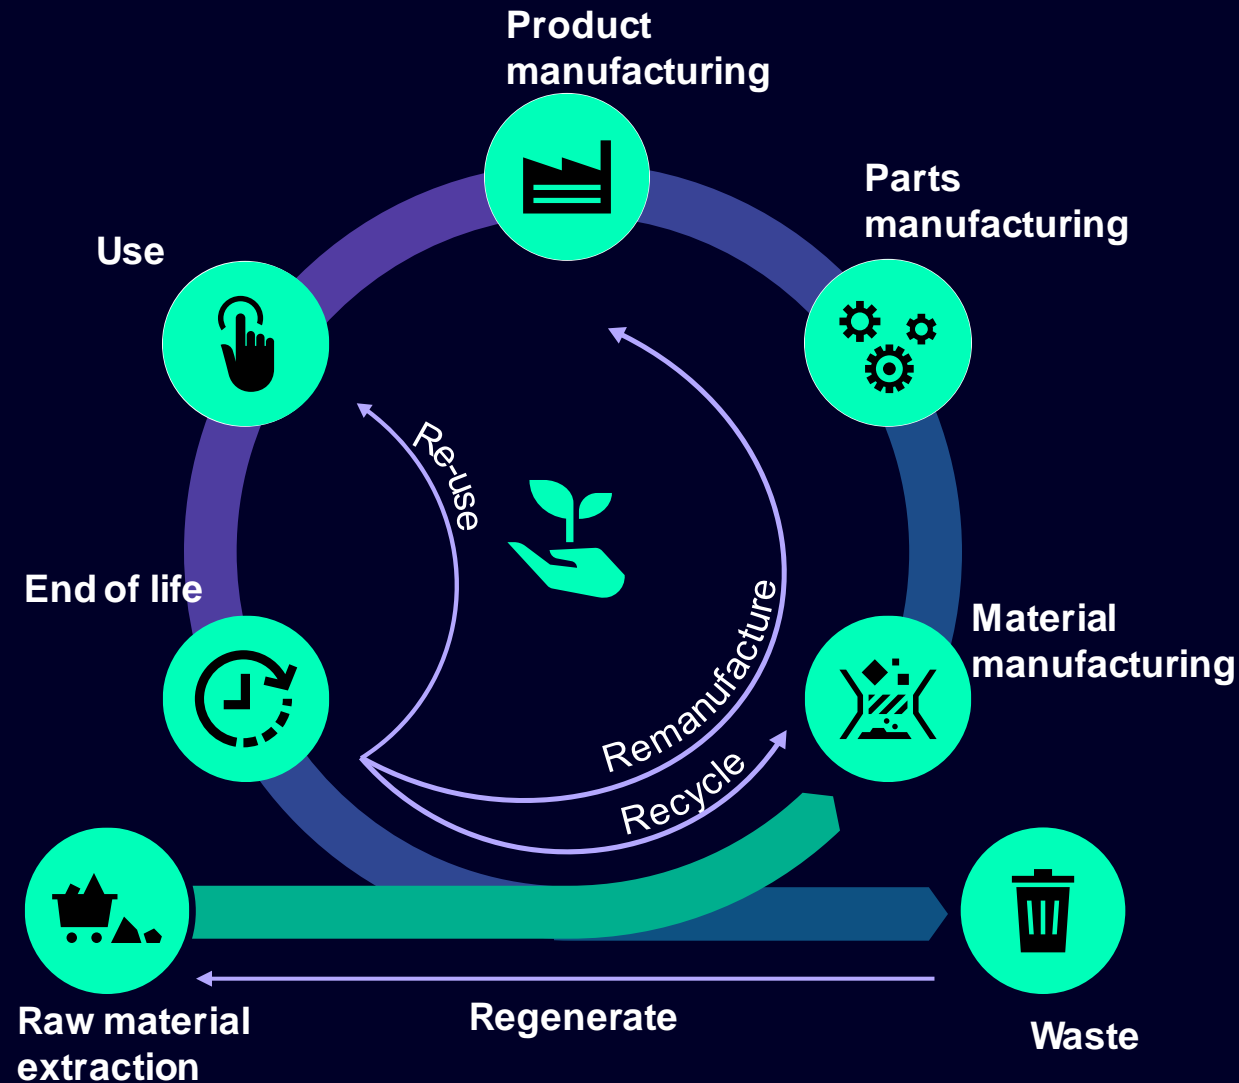 Product
manufacturing
Parts
manufacturing
Use
Re-use
End of life
Remanufacture
Material
manufacturing
Recycle
Raw material
extraction
Regenerate
Waste